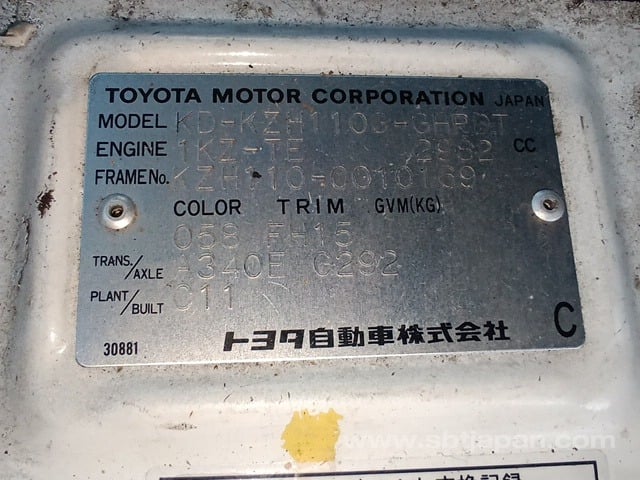 TOYOTA MOTOR CORPORATION JAPAN
MODEL KD-KZH110G-GHRDT
ENGINE 1KZ-TE 2982 CC
FRAME No. KZH110-0010169
COLOR TRIM GVM(KG)
058 FH15
TRANS./AXLE A340E G292
PLANT/BUILT C11
30881 トヨタ自動車株式会社 C
www.sbtjapan.com